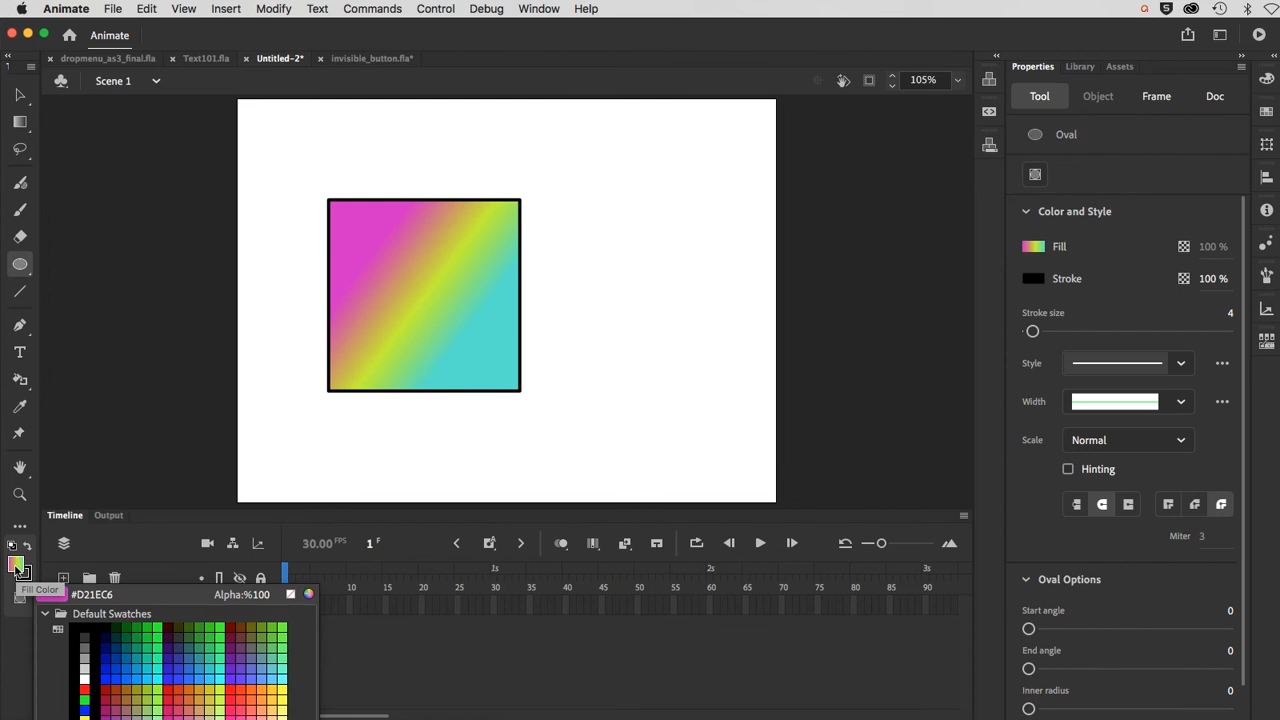 Animate File Edit View Insert Modify Text Commands Control Debug Window Help
Animate
dropmenu_as3_final.fla Text101.fla Untitled-2* invisible_button.fla*
Scene 1
105%
Properties Library Assets
Tool Object Frame Doc
Oval
Color and Style
Fill 100 %
Stroke 100 %
Stroke size 4
Style
Width
Scale Normal
Hinting
Miter 3
Oval Options
Start angle 0
End angle 0
Inner radius 0
Timeline Output
30.00 FPS 1 F
1s 2s 3s
10 15 20 25 30 35 40 45 50 55 60 65 70 75 80 85 90
Fill Color
#D21EC6 Alpha:%100
Default Swatches